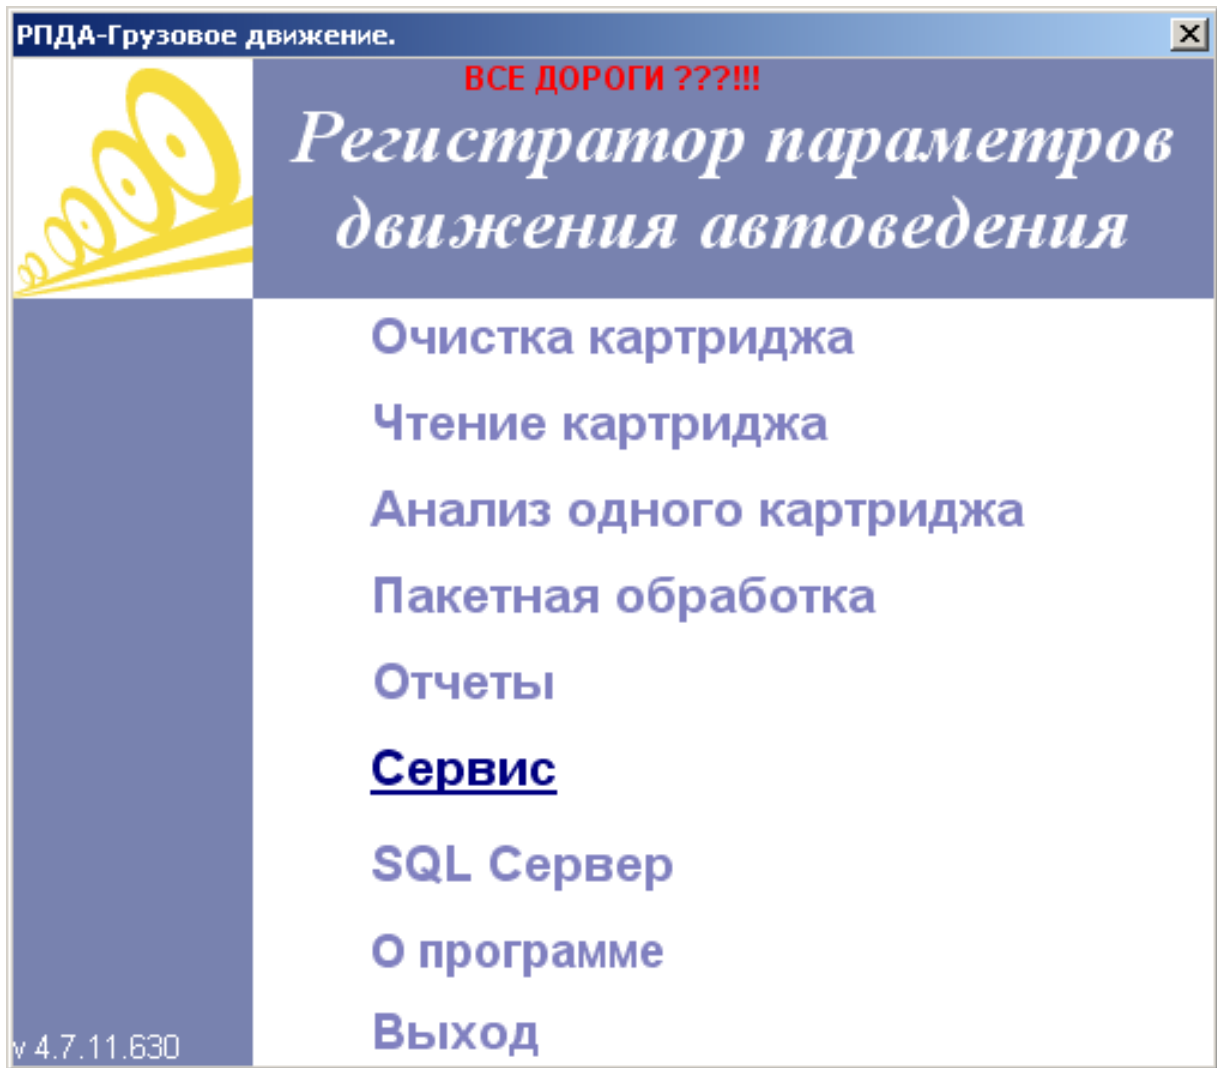 РПДА-Грузовое движение.
ВСЕ ДОРОГИ ???!!!
Регистратор параметров
движения автоведения
Очистка картриджа
Чтение картриджа
Анализ одного картриджа
Пакетная обработка
Отчеты
Сервис
SQL Сервер
О программе
Выход
v 4.7.11.630